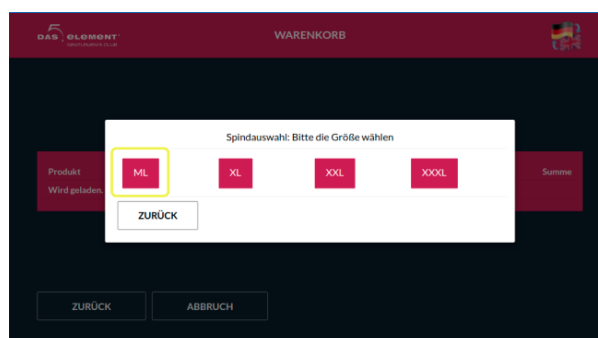 DAS 5 element
WARENKORB
Spindauswahl: Bitte die Größe wählen
ML XL XXL XXXL
ZURÜCK
Produkt Summe
Wird geladen.
ZURÜCK ABBRUCH